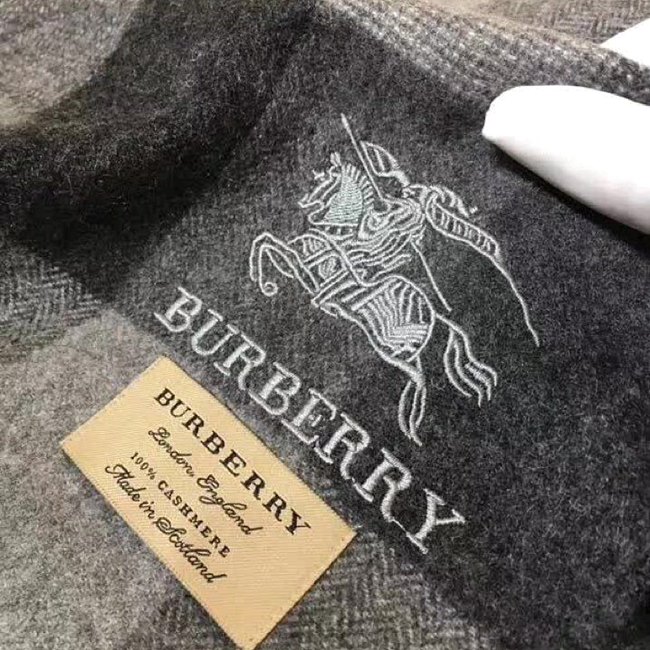 BURBERRY
BURBERRY
London, England
100% CASHMERE
Made in Scotland